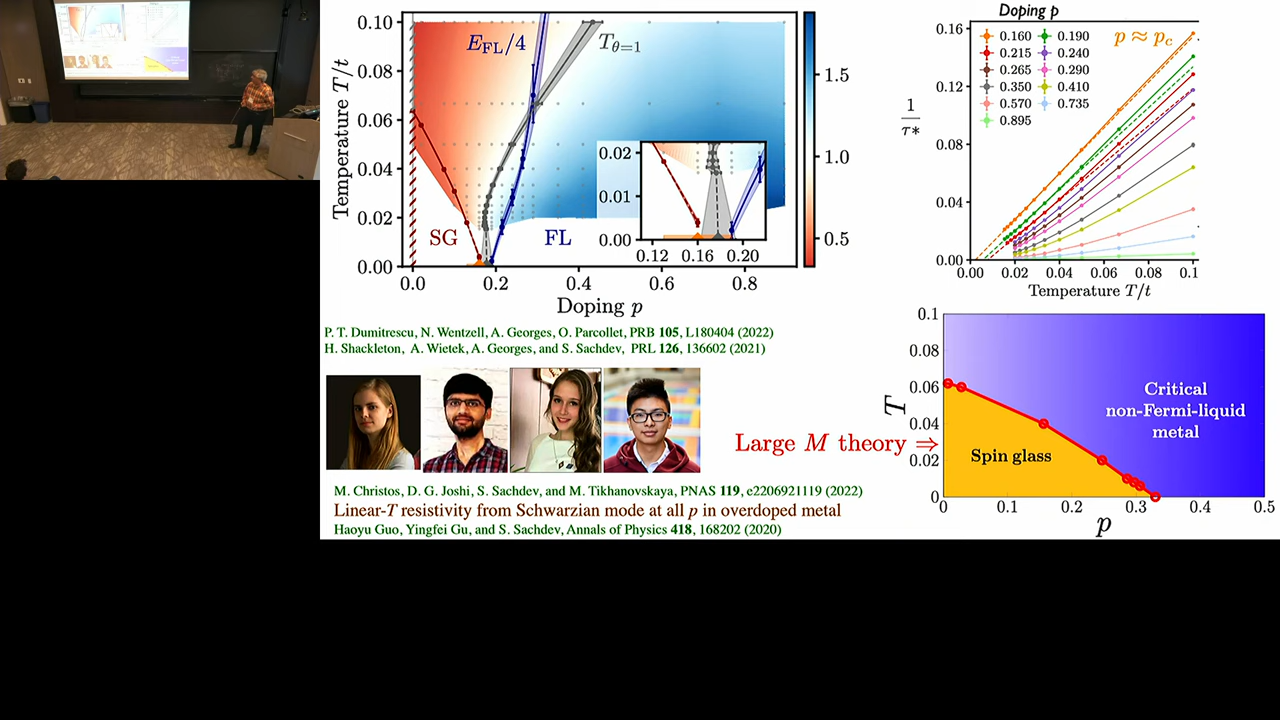 0.10
0.08
0.06
0.04
0.02
0.00
Temperature T/t
E_FL/4
T_θ=1
SG
FL
0.02
0.01
0.00
0.12 0.16 0.20
0.0 0.2 0.4 0.6 0.8
Doping p
1.5
1.0
0.5
Doping p
0.160 0.190
0.215 0.240
0.265 0.290
0.350 0.410
0.570 0.735
0.895
p ≈ p_c
0.16
0.12
0.08
0.04
0.00
1
τ*
0.00 0.02 0.04 0.06 0.08 0.1
Temperature T/t
P. T. Dumitrescu, N. Wentzell, A. Georges, O. Parcollet, PRB 105, L180404 (2022)
H. Shackleton, A. Wietek, A. Georges, and S. Sachdev, PRL 126, 136602 (2021)
Large M theory ⇒
0.1
0.08
0.06
0.04
0.02
0
T
Critical
non-Fermi-liquid
metal
Spin glass
0 0.1 0.2 0.3 0.4 0.5
p
M. Christos, D. G. Joshi, S. Sachdev, and M. Tikhanovskaya, PNAS 119, e2206921119 (2022)
Linear-T resistivity from Schwarzian mode at all p in overdoped metal
Haoyu Guo, Yingfei Gu, and S. Sachdev, Annals of Physics 418, 168202 (2020)